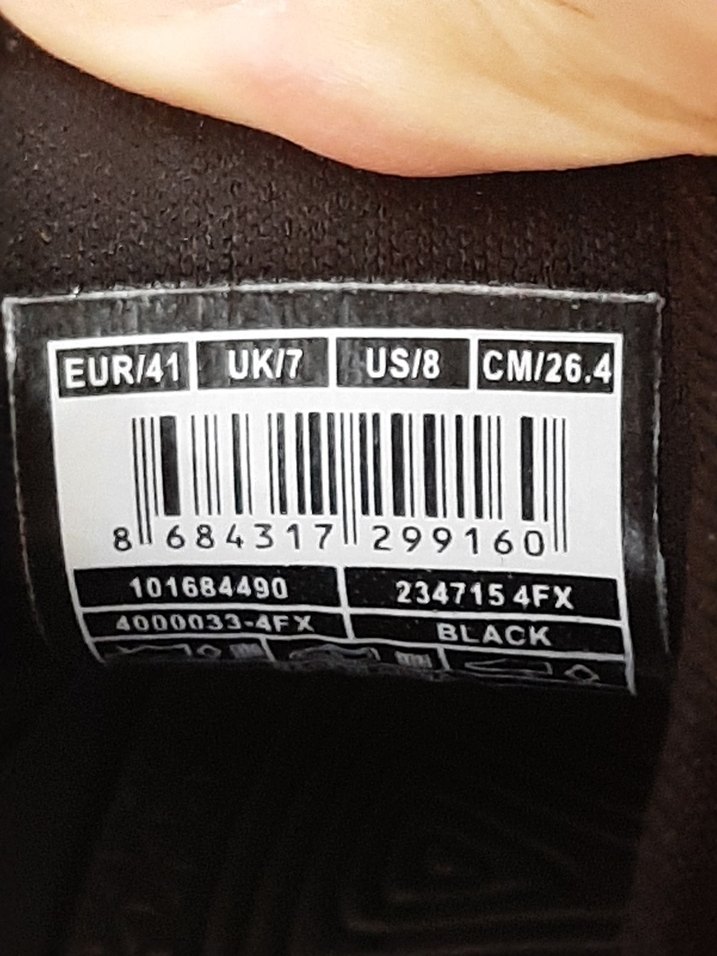 EUR/41 UK/7 US/8 CM/26.4
8 684317 299160
101684490 234715 4FX
4000033-4FX BLACK